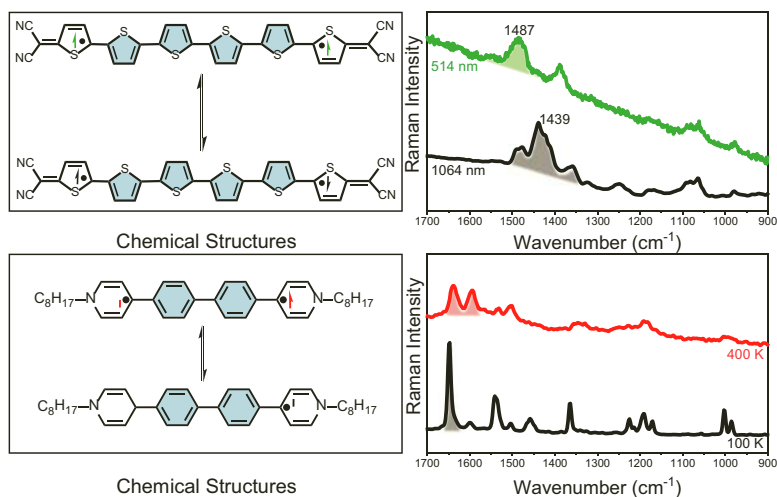 CN
CN
S
S
S
S
S
S
NC
NC
CN
CN
S
S
S
S
S
S
NC
CN
Chemical Structures
Raman Intensity
1487
514 nm
1439
1064 nm
1700 1600 1500 1400 1300 1200 1100 1000 900
Wavenumber (cm⁻¹)
C₈H₁₇
N
N
C₈H₁₇
C₈H₁₇
N
N
C₈H₁₇
Chemical Structures
Raman Intensity
400 K
100 K
1700 1600 1500 1400 1300 1200 1100 1000 900
Wavenumber (cm⁻¹)